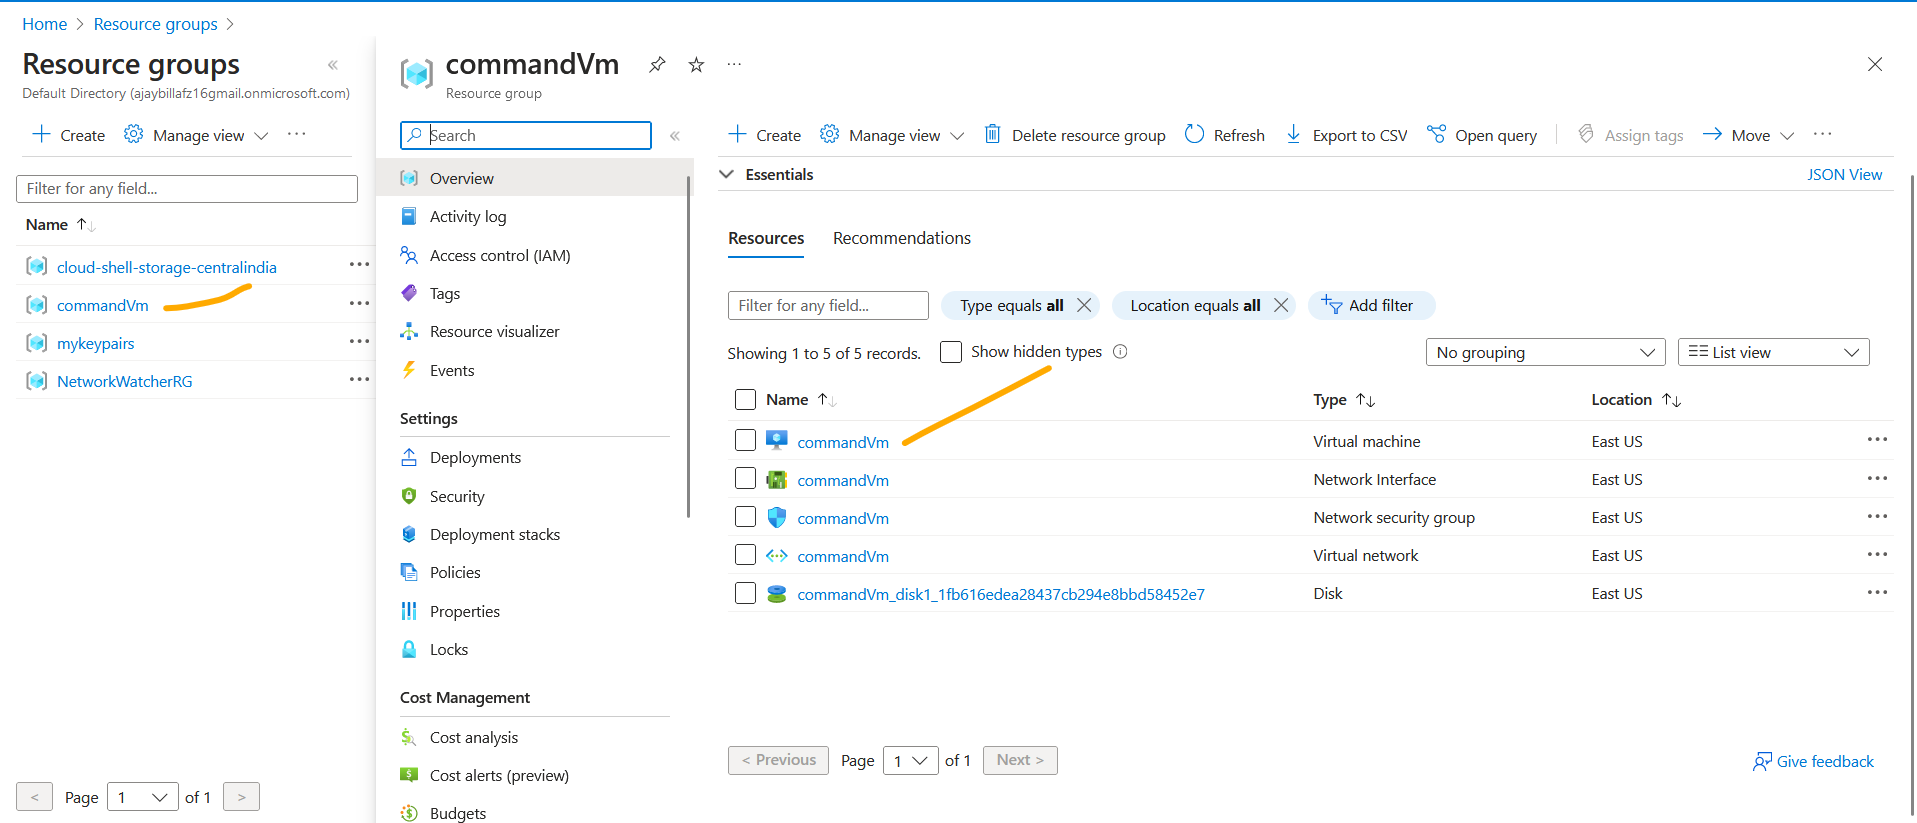 Home > Resource groups >
Resource groups «
Default Directory (ajaybillafz16gmail.onmicrosoft.com)
+ Create Manage view ...
Filter for any field...
Name ↑↓
cloud-shell-storage-centralindia ...
commandVm ...
mykeypairs ...
NetworkWatcherRG ...
< Page 1 of 1 >
commandVm ...
Resource group
Search «
Overview
Activity log
Access control (IAM)
Tags
Resource visualizer
Events
Settings
Deployments
Security
Deployment stacks
Policies
Properties
Locks
Cost Management
Cost analysis
Cost alerts (preview)
Budgets
+ Create Manage view Delete resource group Refresh Export to CSV Open query Assign tags Move ...
Essentials JSON View
Resources Recommendations
Filter for any field... Type equals all Location equals all Add filter
Showing 1 to 5 of 5 records. Show hidden types No grouping List view
Name ↑↓ Type ↑↓ Location ↑↓
commandVm Virtual machine East US ...
commandVm Network Interface East US ...
commandVm Network security group East US ...
commandVm Virtual network East US ...
commandVm_disk1_1fb616edea28437cb294e8bbd58452e7 Disk East US ...
< Previous Page 1 of 1 Next >
Give feedback